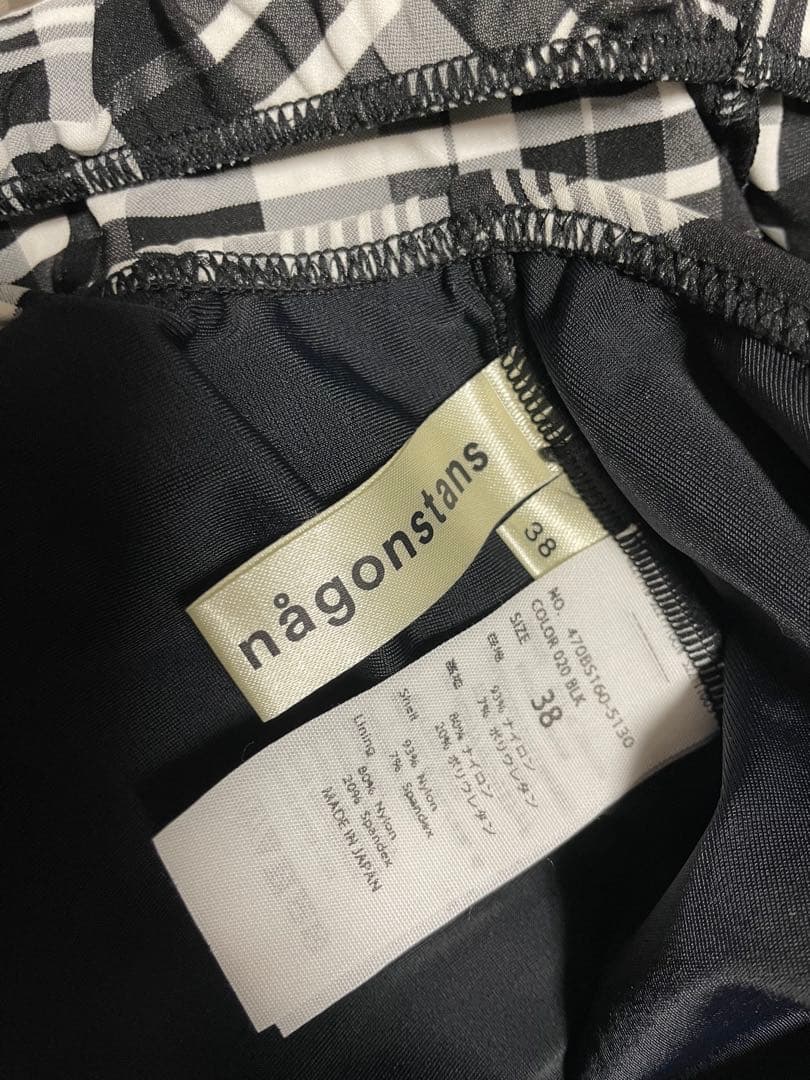 någonstans
38
NO. 470BS160-5130
COLOR 020 BLK
SIZE 38
表地 93% ナイロン
7% ポリウレタン
裏地 80% ナイロン
20% ポリウレタン
Shell 93% Nylon
7% Spandex
Lining 80% Nylon
20% Spandex
MADE IN JAPAN